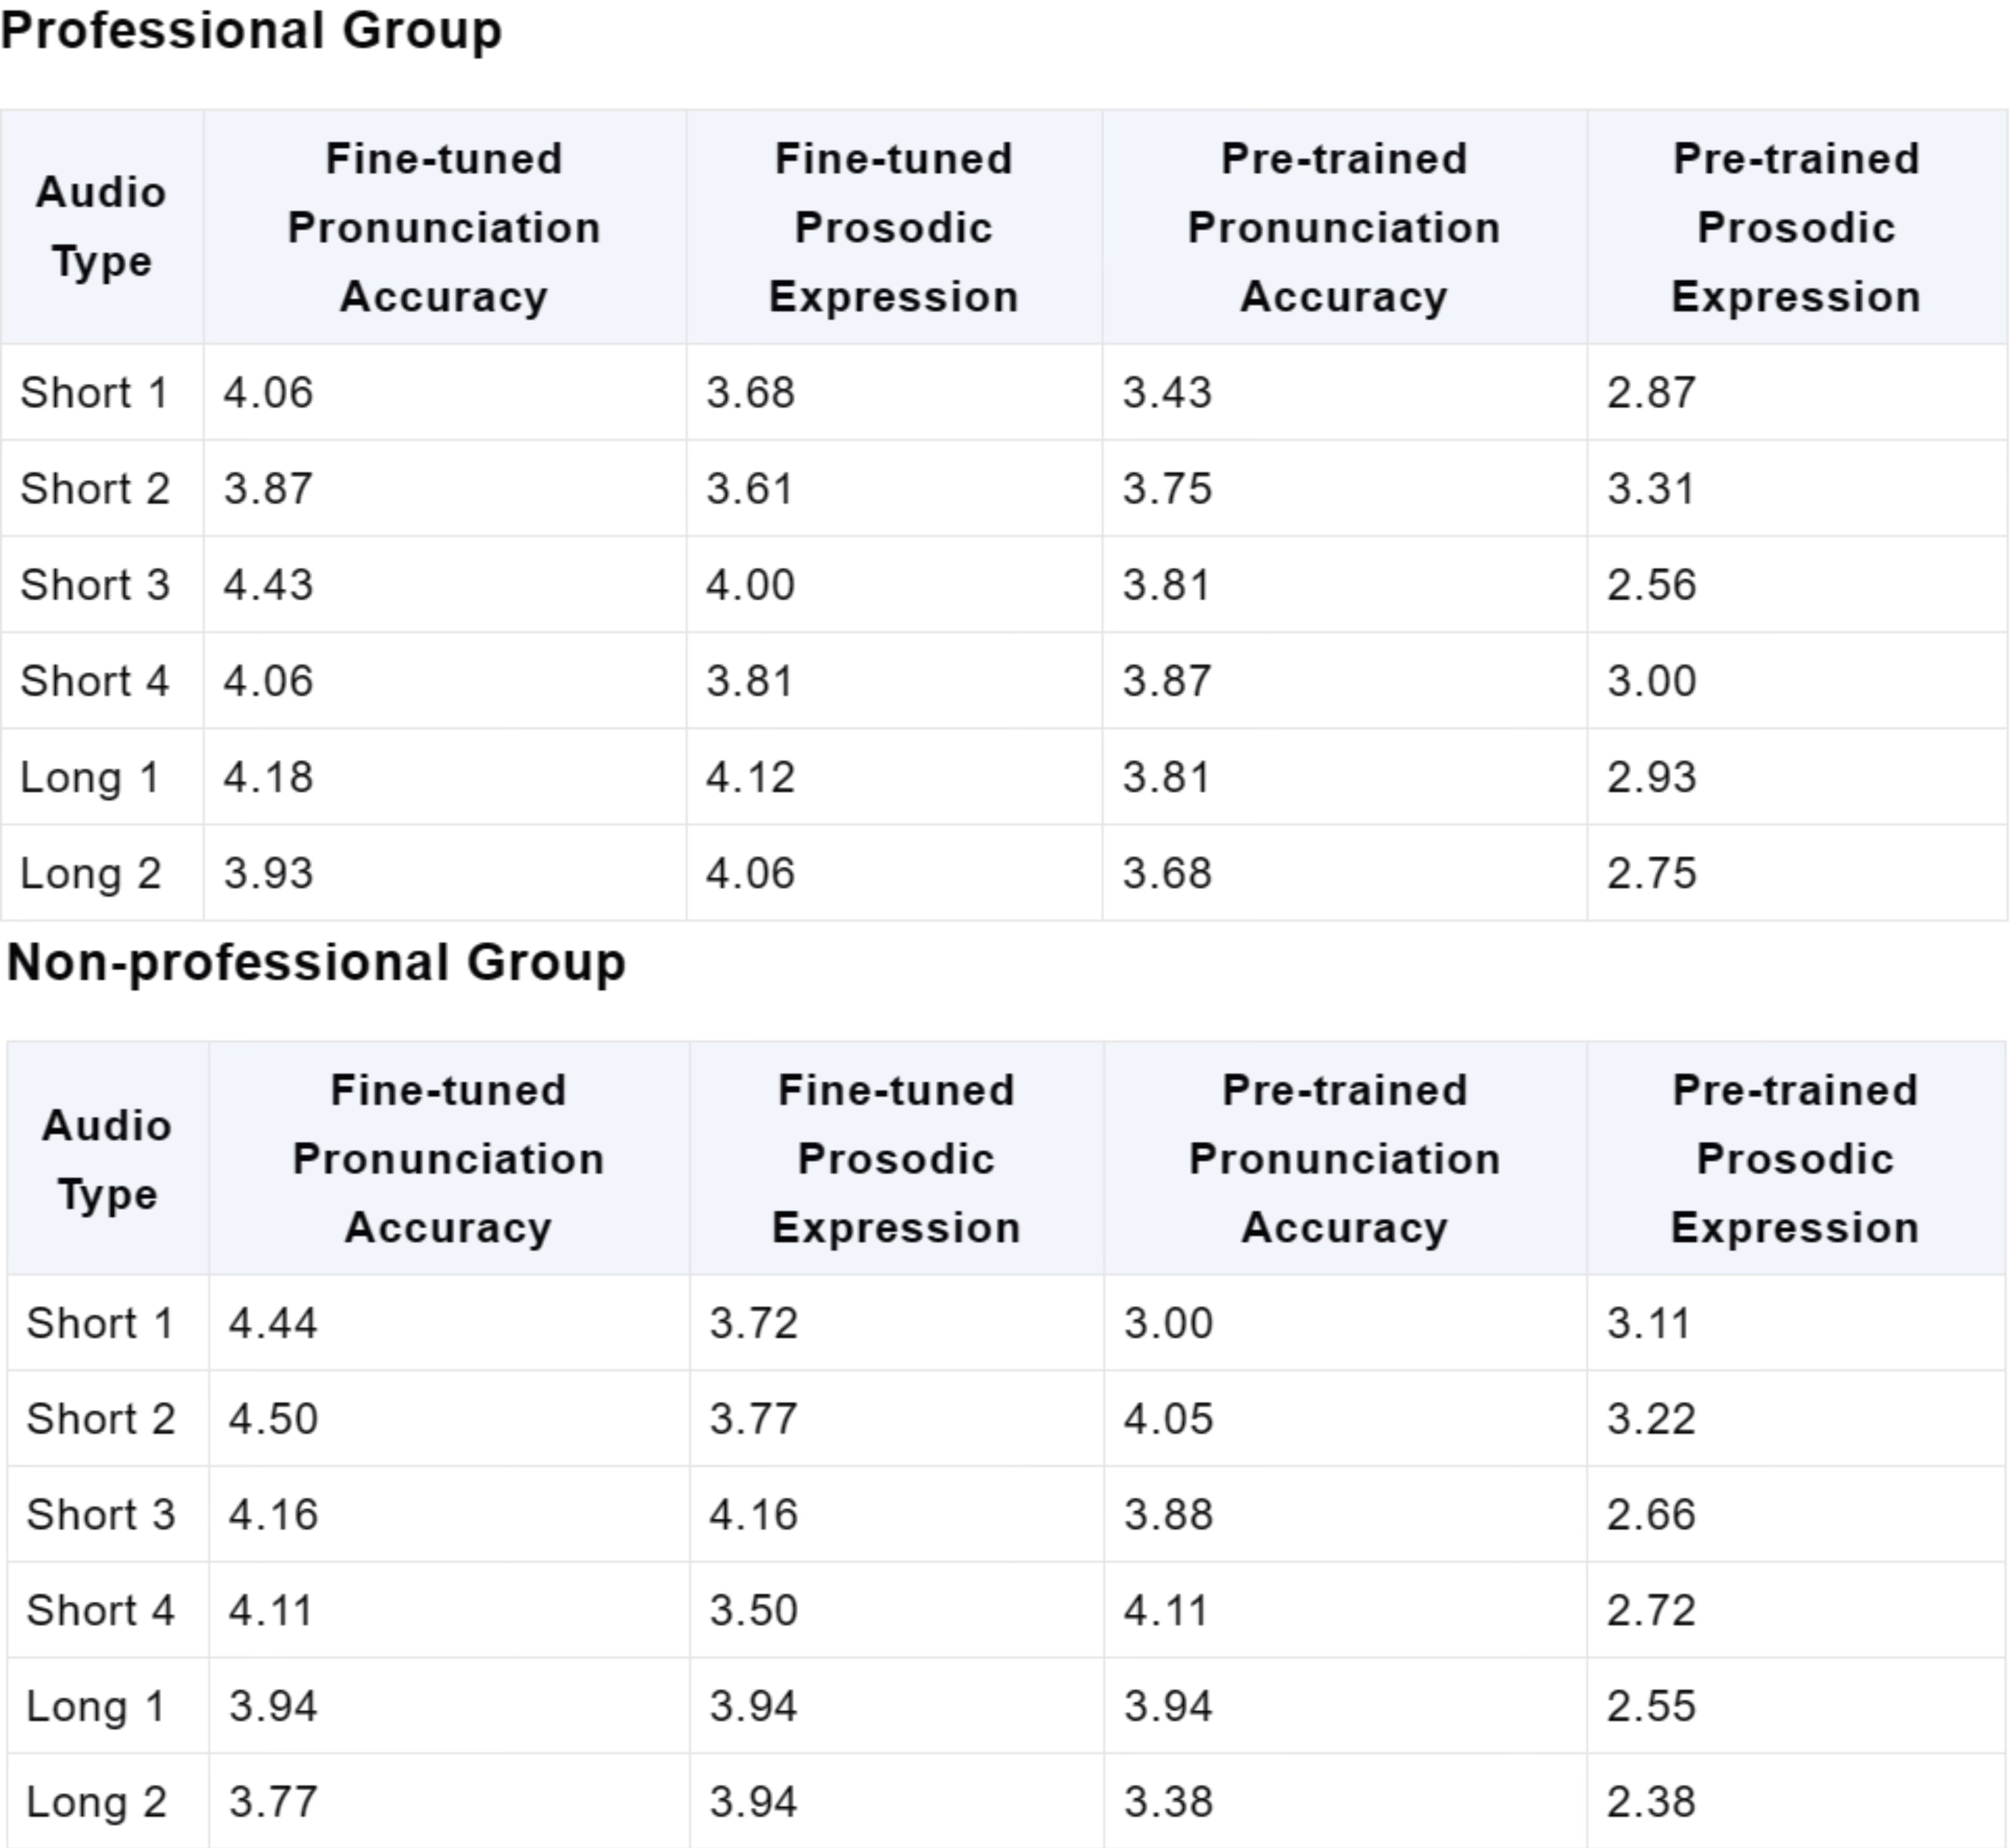 Professional Group
Audio Type Fine-tuned Pronunciation Accuracy Fine-tuned Prosodic Expression Pre-trained Pronunciation Accuracy Pre-trained Prosodic Expression
Short 1 4.06 3.68 3.43 2.87
Short 2 3.87 3.61 3.75 3.31
Short 3 4.43 4.00 3.81 2.56
Short 4 4.06 3.81 3.87 3.00
Long 1 4.18 4.12 3.81 2.93
Long 2 3.93 4.06 3.68 2.75
Non-professional Group
Audio Type Fine-tuned Pronunciation Accuracy Fine-tuned Prosodic Expression Pre-trained Pronunciation Accuracy Pre-trained Prosodic Expression
Short 1 4.44 3.72 3.00 3.11
Short 2 4.50 3.77 4.05 3.22
Short 3 4.16 4.16 3.88 2.66
Short 4 4.11 3.50 4.11 2.72
Long 1 3.94 3.94 3.94 2.55
Long 2 3.77 3.94 3.38 2.38